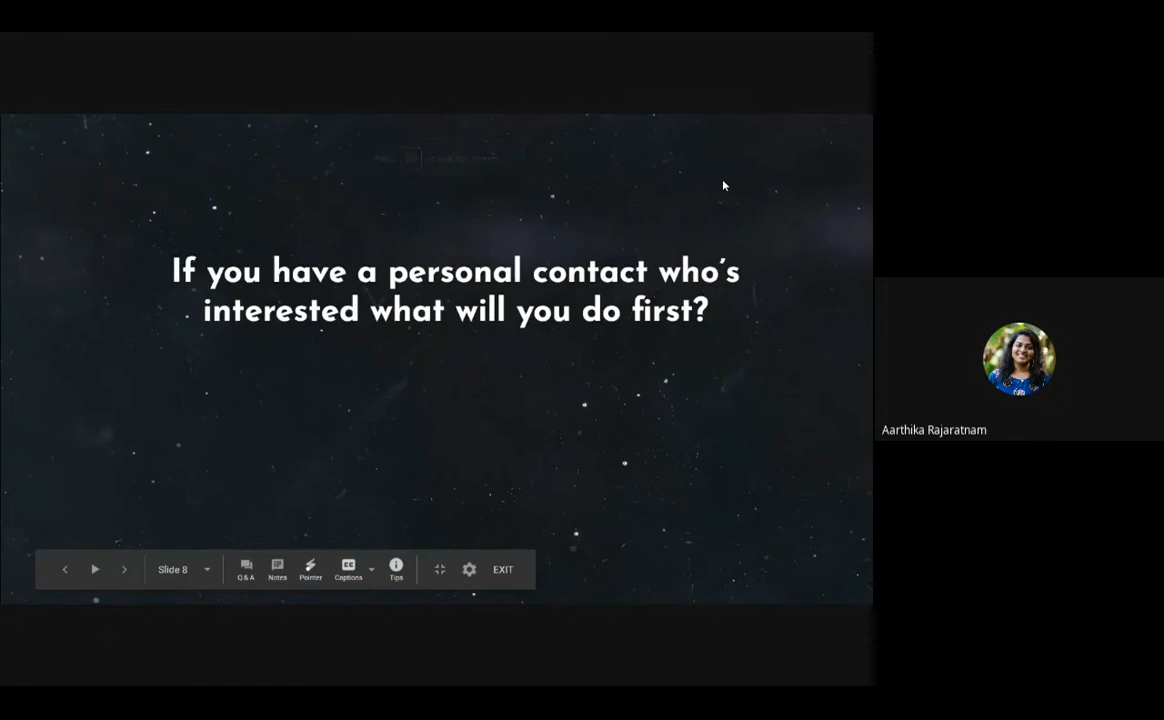 If you have a personal contact who's
interested what will you do first?
Aarthika Rajaratnam
Slide 8
Q&A Notes Pointer Captions Tips
EXIT